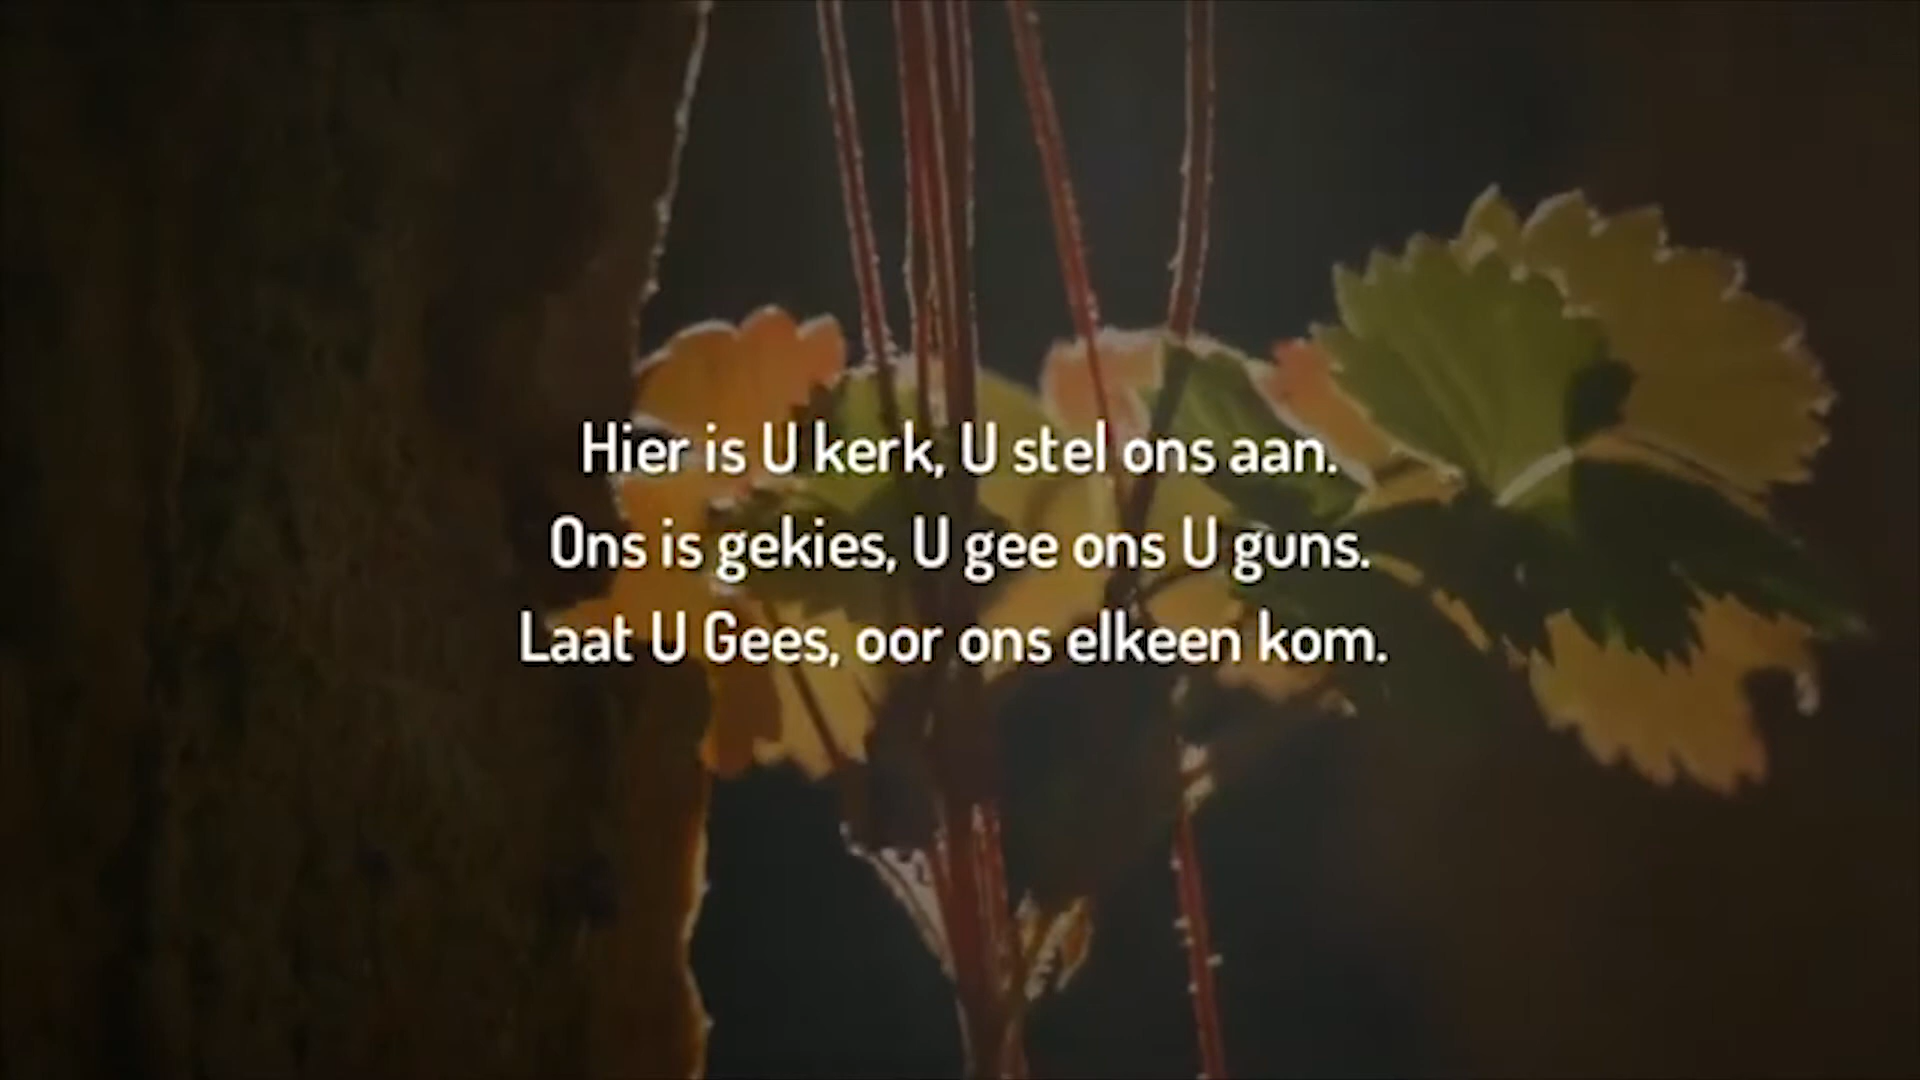 Hier is U kerk, U stel ons aan.
Ons is gekies, U gee ons U guns.
Laat U Gees, oor ons elkeen kom.